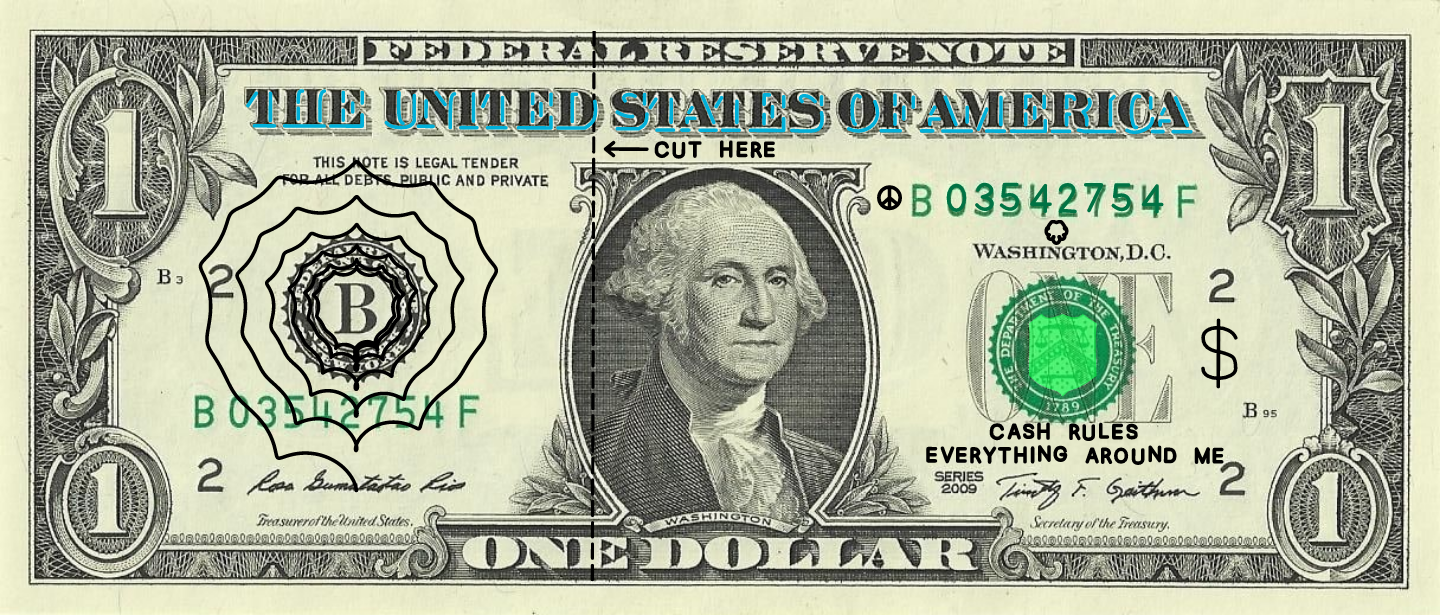 FEDERAL RESERVE NOTE
THE UNITED STATES OF AMERICA
1
1
← CUT HERE
THIS NOTE IS LEGAL TENDER
FOR ALL DEBTS, PUBLIC AND PRIVATE
B 03542754 F
WASHINGTON, D.C.
B 3
2
B
ONE
THE DEPARTMENT OF THE TREASURY
1789
2
$
B 95
B 03542754 F
CASH RULES
EVERYTHING AROUND ME
2
Rosa Gumataotao Rios
SERIES
2009
Timothy F. Geithner
2
Treasurer of the United States.
WASHINGTON
Secretary of the Treasury.
1
ONE DOLLAR
1